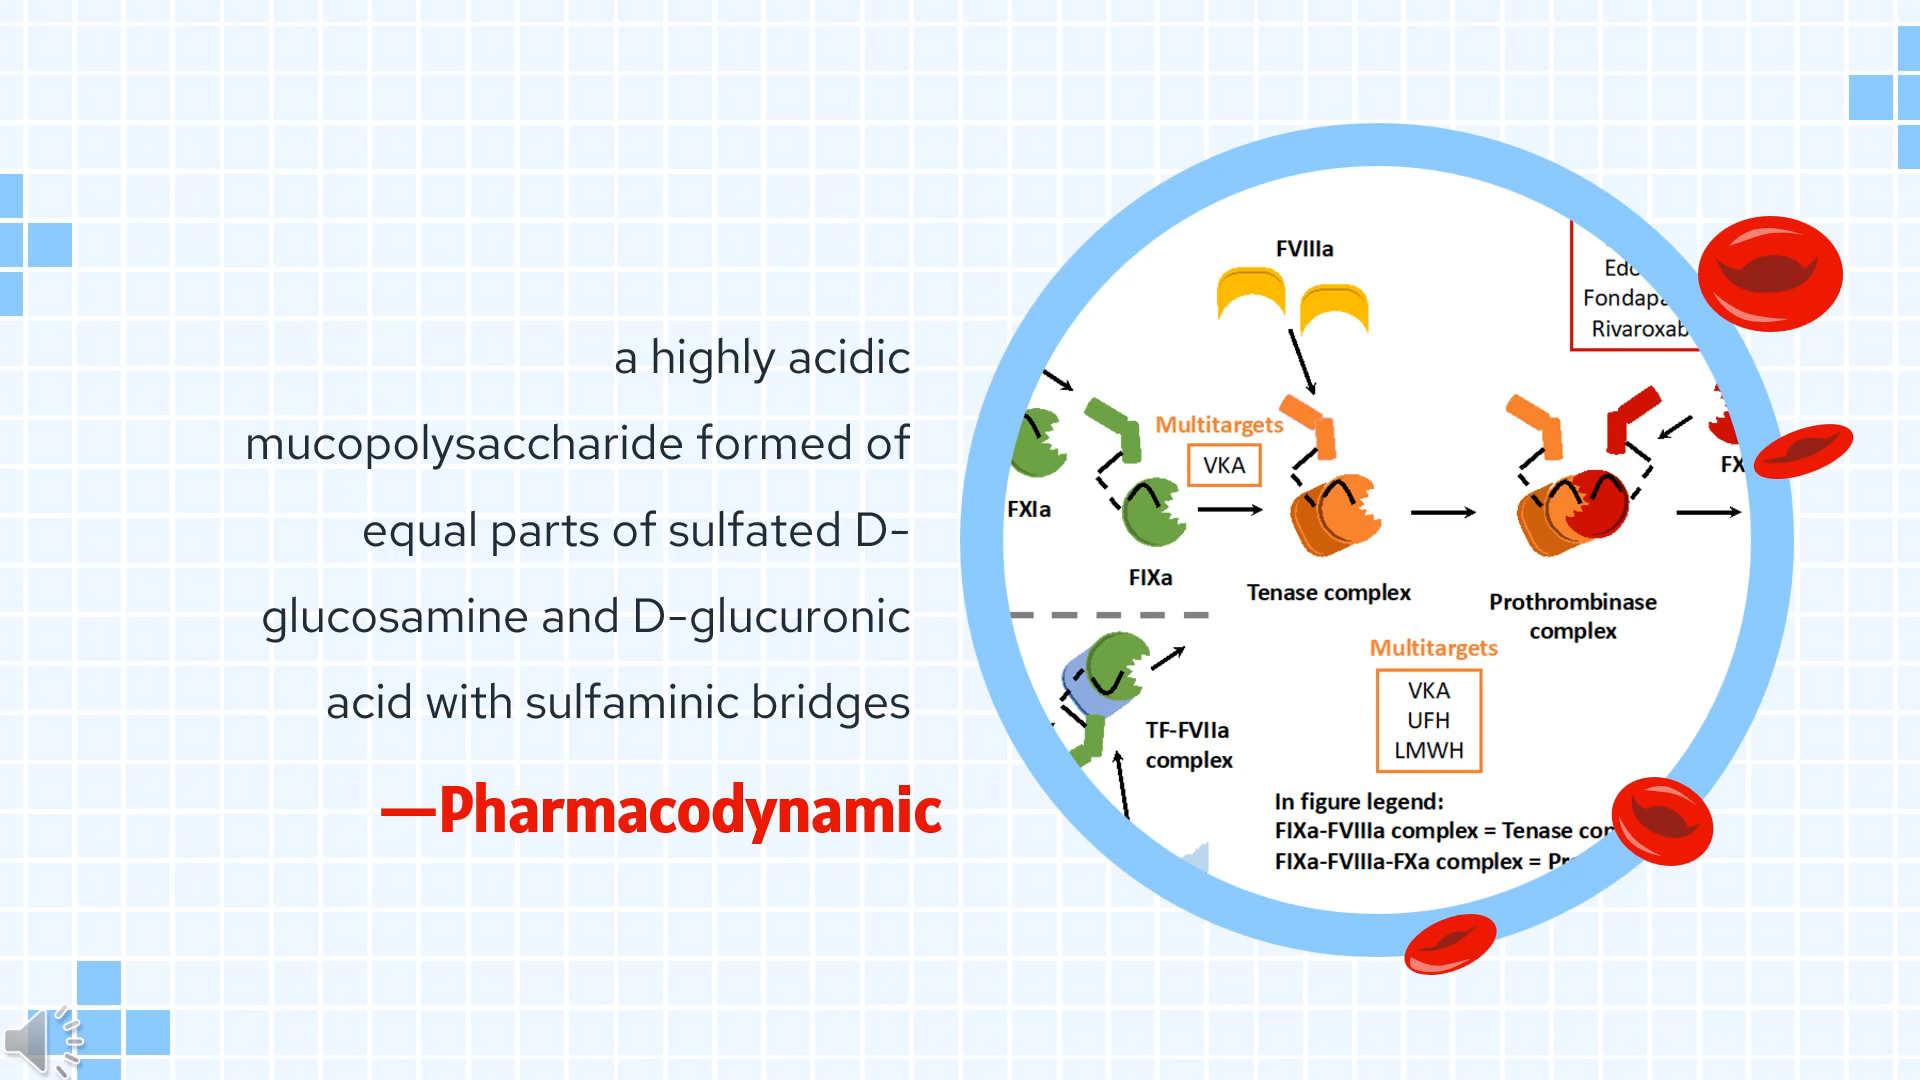 a highly acidic
mucopolysaccharide formed of
equal parts of sulfated D-
glucosamine and D-glucuronic
acid with sulfaminic bridges
—Pharmacodynamic
FVIIIa
Fondapa
Rivaroxab
Multitargets
VKA
FXIa
FIXa
Tenase complex
Prothrombinase
complex
FX
Multitargets
VKA
UFH
LMWH
TF-FVIIa
complex
In figure legend:
FIXa-FVIIIa complex = Tenase con
FIXa-FVIIIa-FXa complex = Pr